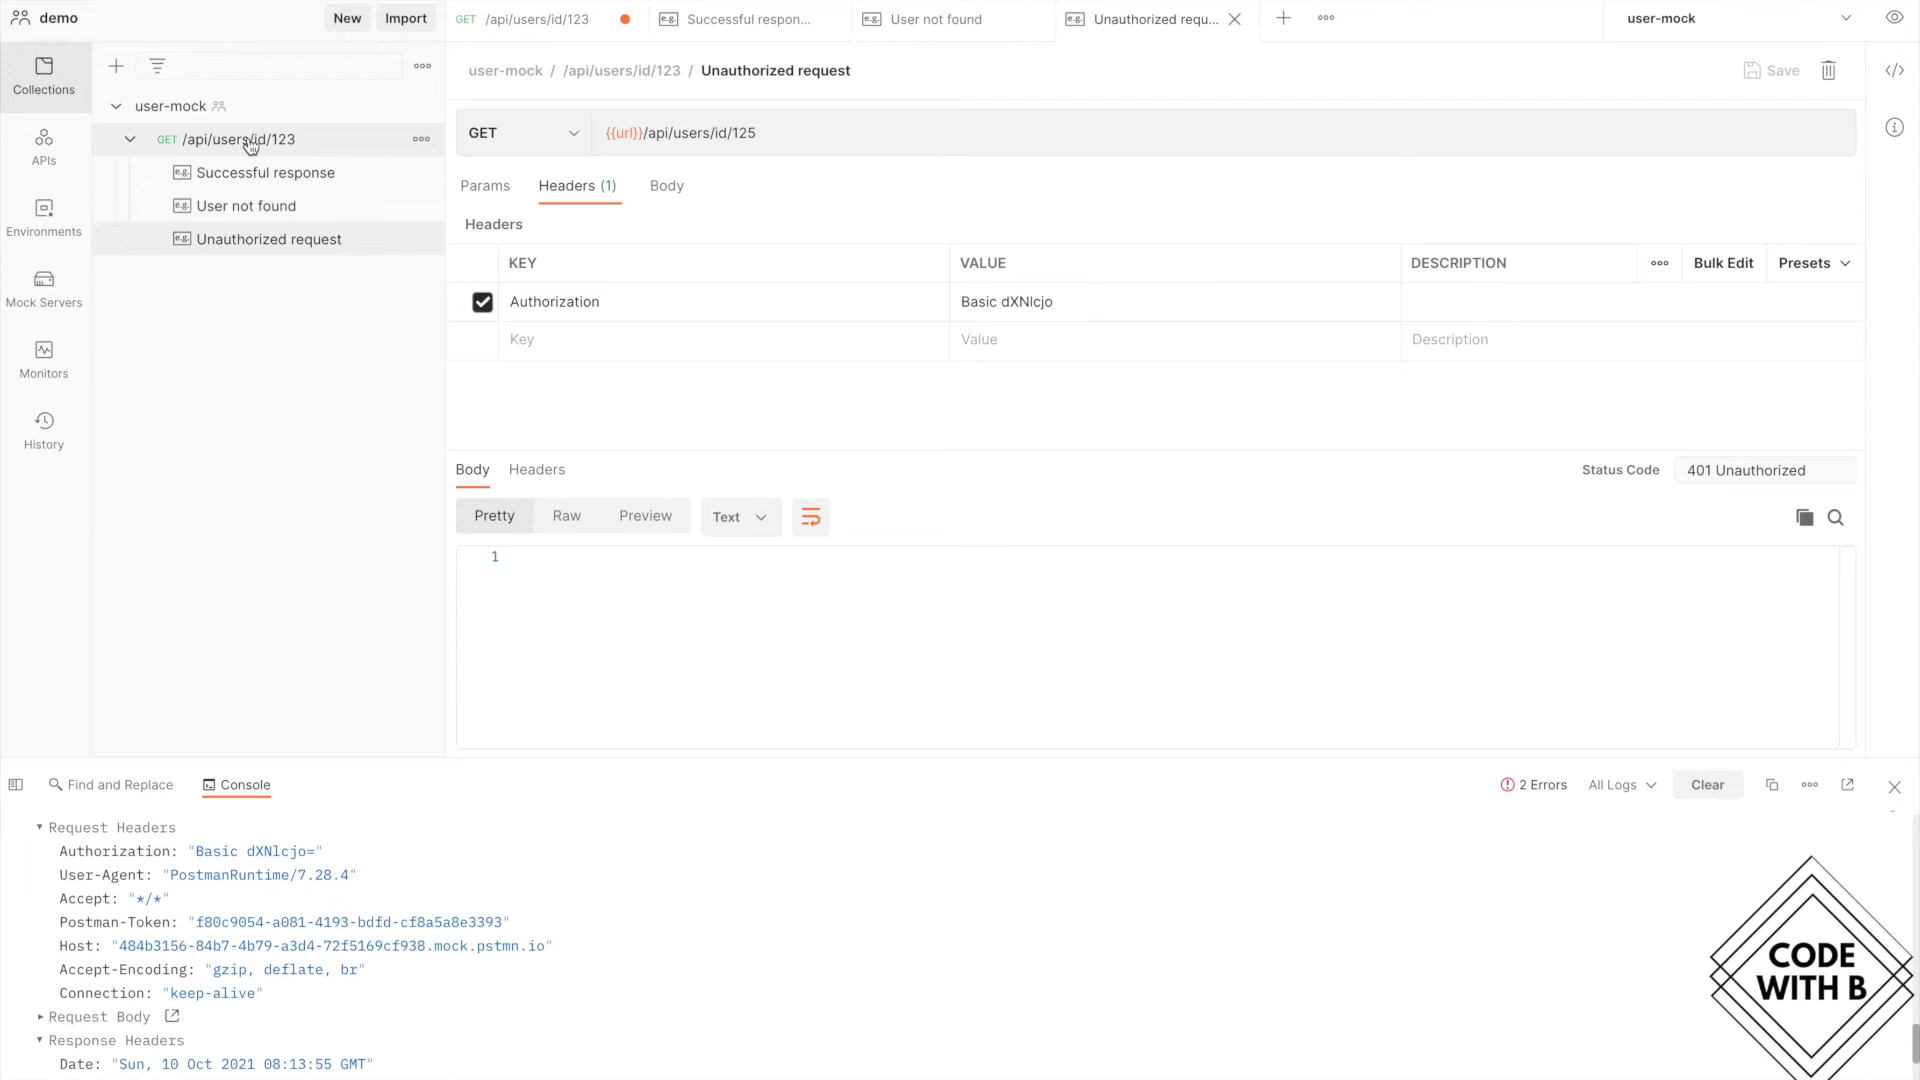 demo
New
Import
GET /api/users/id/123
e.g. Successful respon...
e.g. User not found
e.g. Unauthorized requ...
user-mock
Collections
APIs
Environments
Mock Servers
Monitors
History
user-mock
GET /api/users/id/123
e.g. Successful response
e.g. User not found
e.g. Unauthorized request
user-mock / /api/users/id/123 / Unauthorized request
Save
GET {{url}}/api/users/id/125
Params Headers (1) Body
Headers
KEY VALUE DESCRIPTION Bulk Edit Presets
Authorization Basic dXNlcjo
Key Value Description
Body Headers Status Code 401 Unauthorized
Pretty Raw Preview Text
1
Find and Replace Console 2 Errors All Logs Clear
Request Headers
Authorization: "Basic dXNlcjo="
User-Agent: "PostmanRuntime/7.28.4"
Accept: "*/*"
Postman-Token: "f80c9054-a081-4193-bdfd-cf8a5a8e3393"
Host: "484b3156-84b7-4b79-a3d4-72f5169cf938.mock.pstmn.io"
Accept-Encoding: "gzip, deflate, br"
Connection: "keep-alive"
Request Body
Response Headers
Date: "Sun, 10 Oct 2021 08:13:55 GMT"
CODE
WITH B